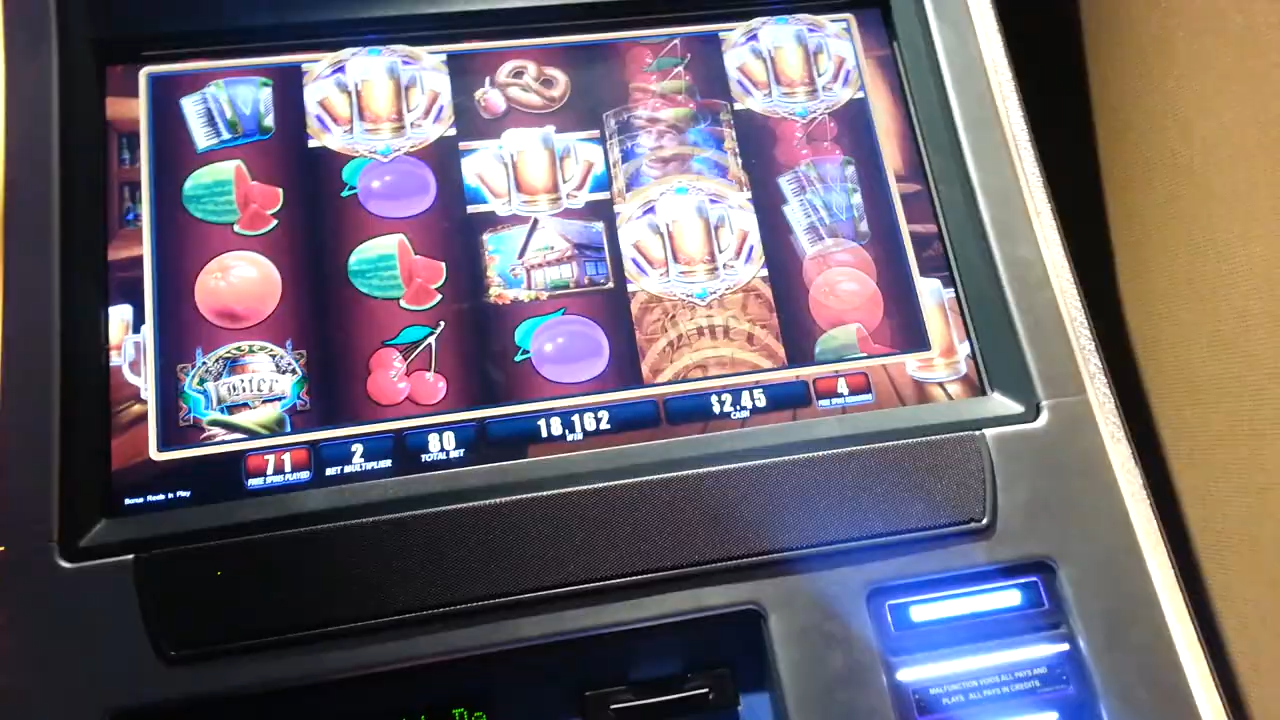 Bier
71
FREE SPINS PLAYED
2
BET MULTIPLIER
80
TOTAL BET
18,162
WIN
$2.45
CASH
4
FREE SPINS REMAINING
Bonus Reels In Play
MALFUNCTION VOIDS ALL PAYS AND
PLAYS. ALL PAYS IN CREDITS.